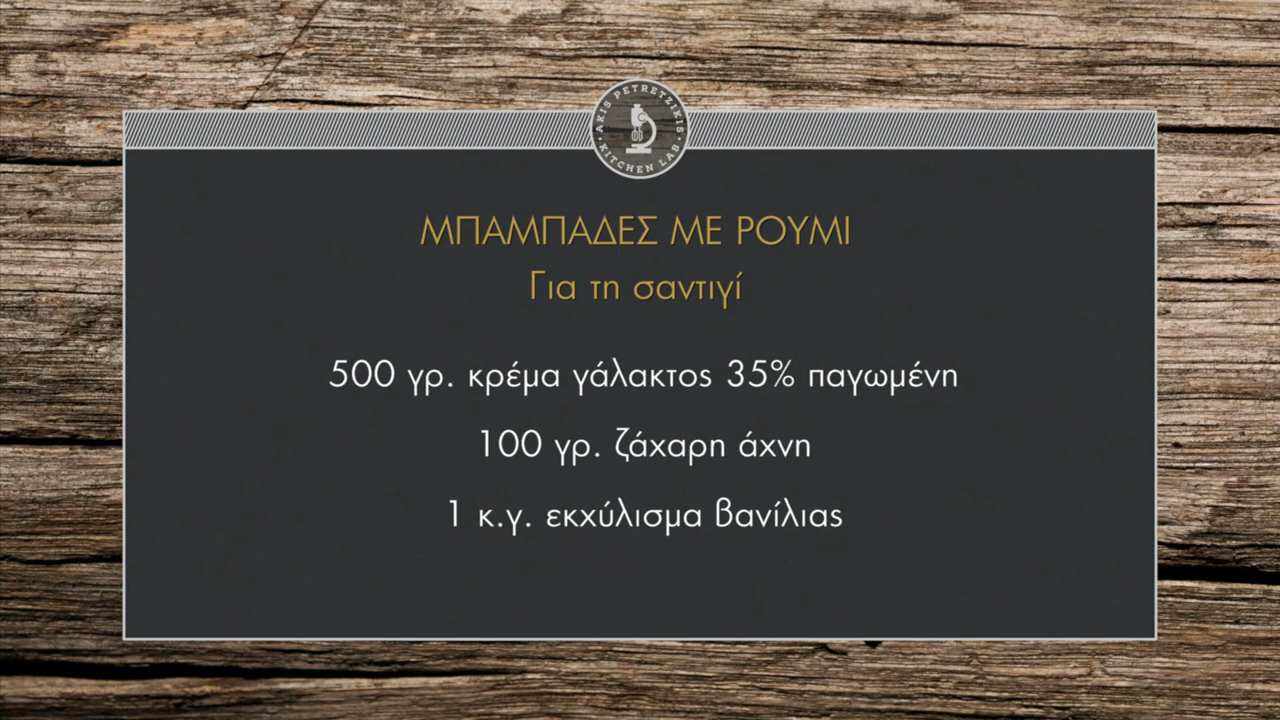 AKIS PETRETZIKIS
KITCHEN LAB
ΜΠΑΜΠΑΔΕΣ ΜΕ ΡΟΥΜΙ
Για τη σαντιγί
500 γρ. κρέμα γάλακτος 35% παγωμένη
100 γρ. ζάχαρη άχνη
1 κ.γ. εκχύλισμα βανίλιας